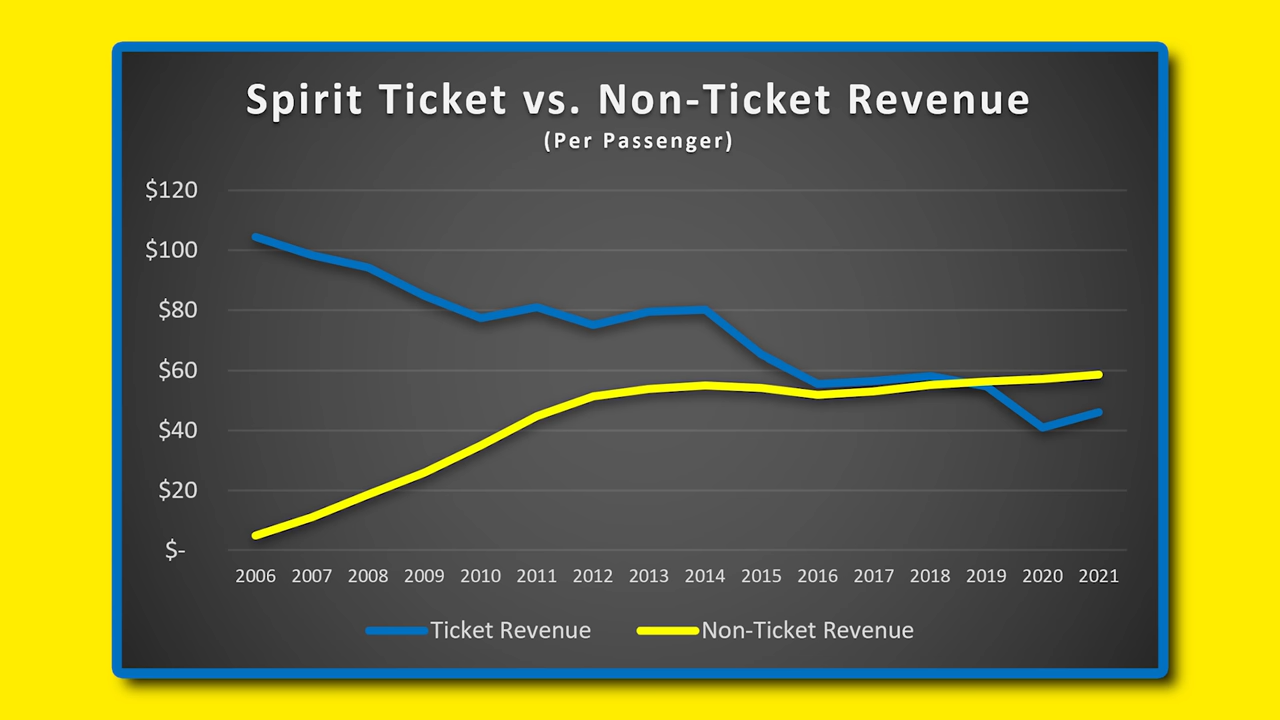 Spirit Ticket vs. Non-Ticket Revenue
(Per Passenger)
$120
$100
$80
$60
$40
$20
$-
2006 2007 2008 2009 2010 2011 2012 2013 2014 2015 2016 2017 2018 2019 2020 2021
Ticket Revenue Non-Ticket Revenue